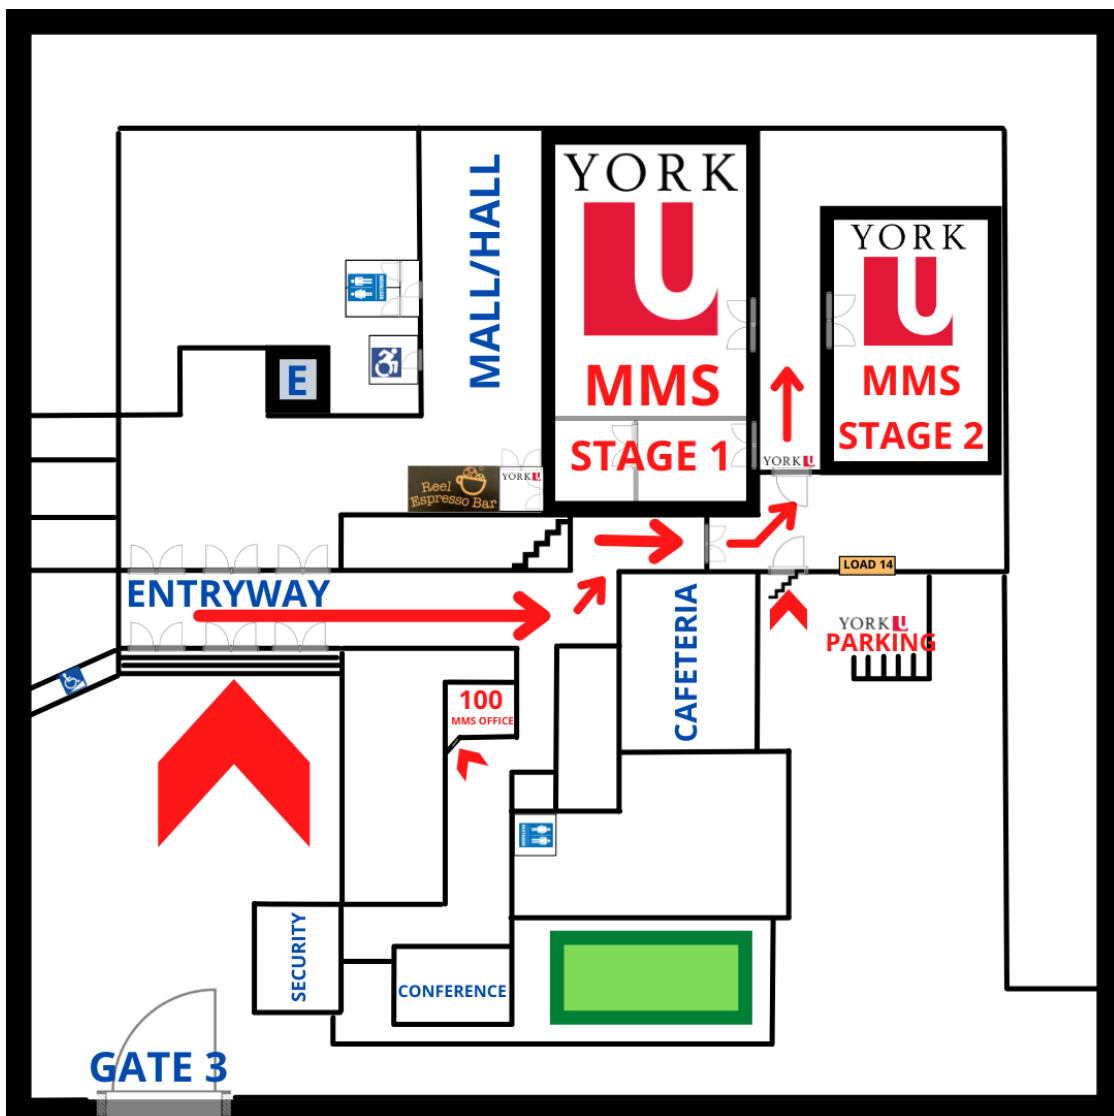 YORK
U
MMS
STAGE 1
YORK
U
MMS
STAGE 2
MALL/HALL
E
Reel
Espresso Bar
YORK U
YORK U
ENTRYWAY
LOAD 14
YORK U
PARKING
CAFETERIA
100
MMS OFFICE
SECURITY
CONFERENCE
GATE 3